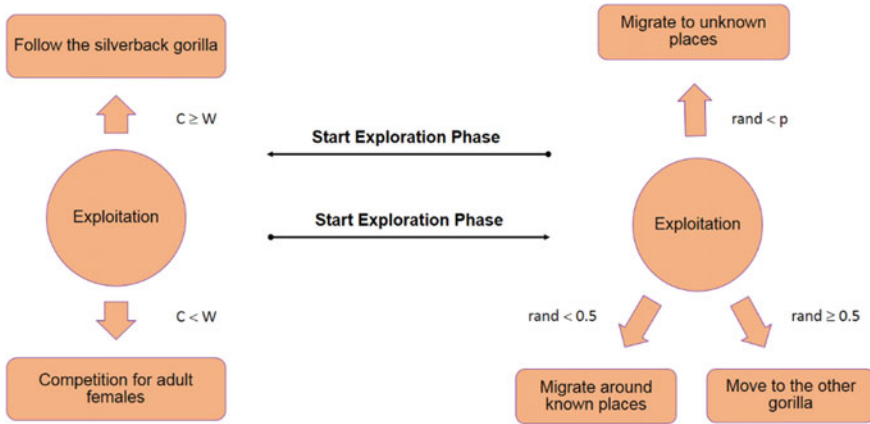 Follow the silverback gorilla
C ≥ W
Exploitation
C < W
Competition for adult
females
Start Exploration Phase
Start Exploration Phase
Migrate to unknown
places
rand < p
Exploitation
rand < 0.5
rand ≥ 0.5
Migrate around
known places
Move to the other
gorilla